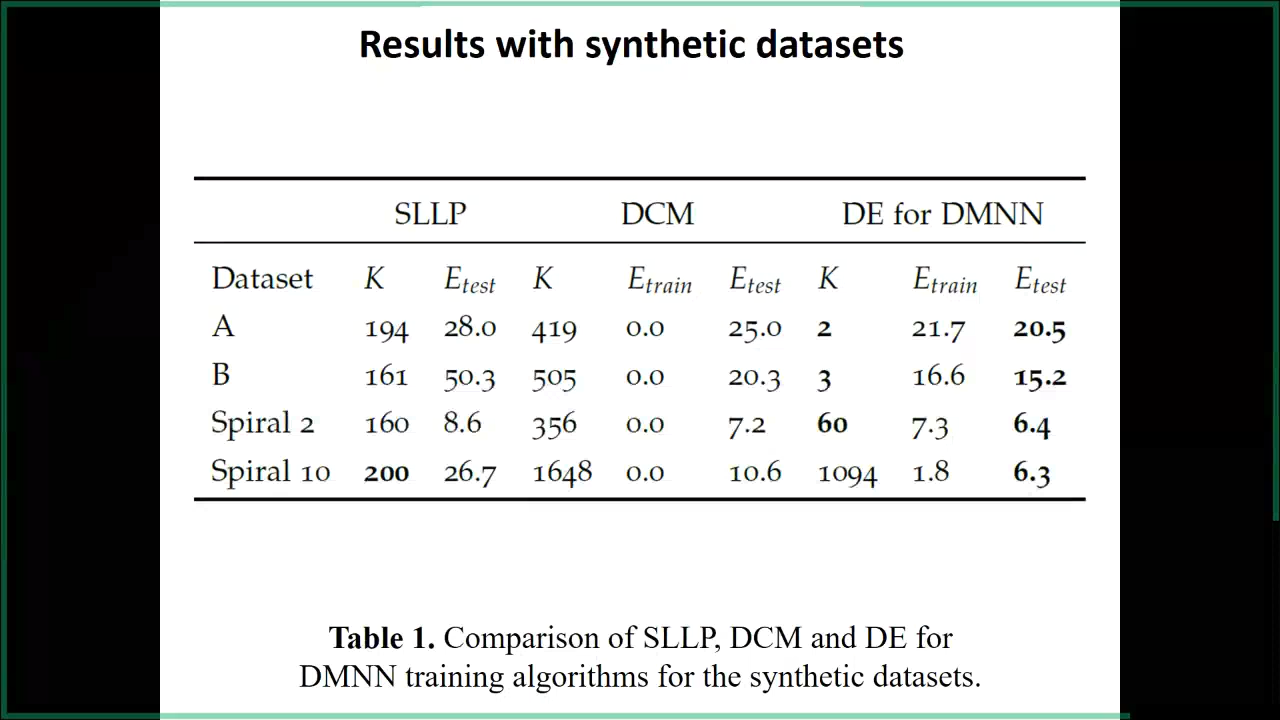 Results with synthetic datasets
SLLP DCM DE for DMNN
Dataset K E_test K E_train E_test K E_train E_test
A 194 28.0 419 0.0 25.0 2 21.7 20.5
B 161 50.3 505 0.0 20.3 3 16.6 15.2
Spiral 2 160 8.6 356 0.0 7.2 60 7.3 6.4
Spiral 10 200 26.7 1648 0.0 10.6 1094 1.8 6.3
Table 1. Comparison of SLLP, DCM and DE for
DMNN training algorithms for the synthetic datasets.